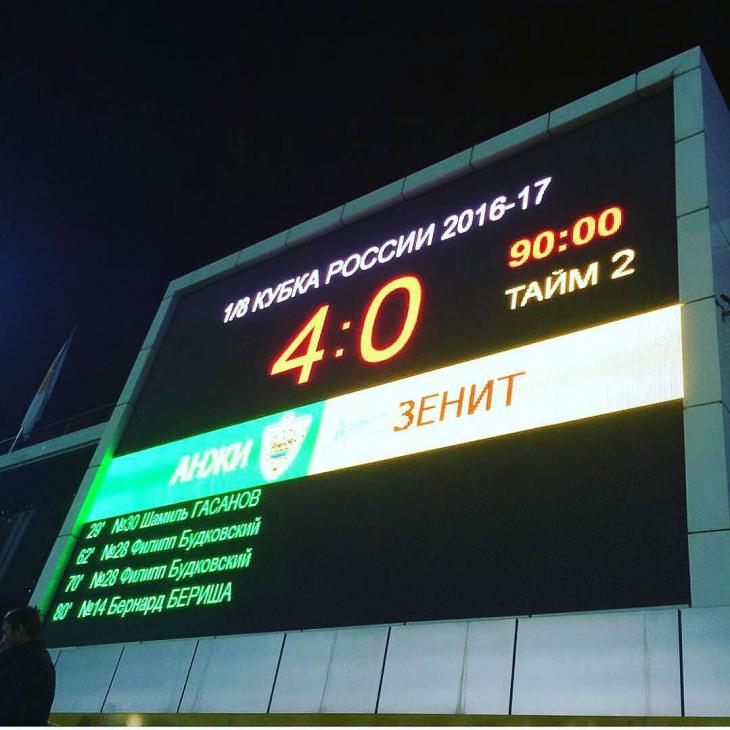 1/8 КУБКА РОССИИ 2016-17
4:0
90:00
ТАЙМ 2
АНЖИ
ЗЕНИТ
29' №30 Шамиль ГАСАНОВ
62' №28 Филипп Будковский
70' №28 Филипп Будковский
80' №14 Бернард БЕРИША